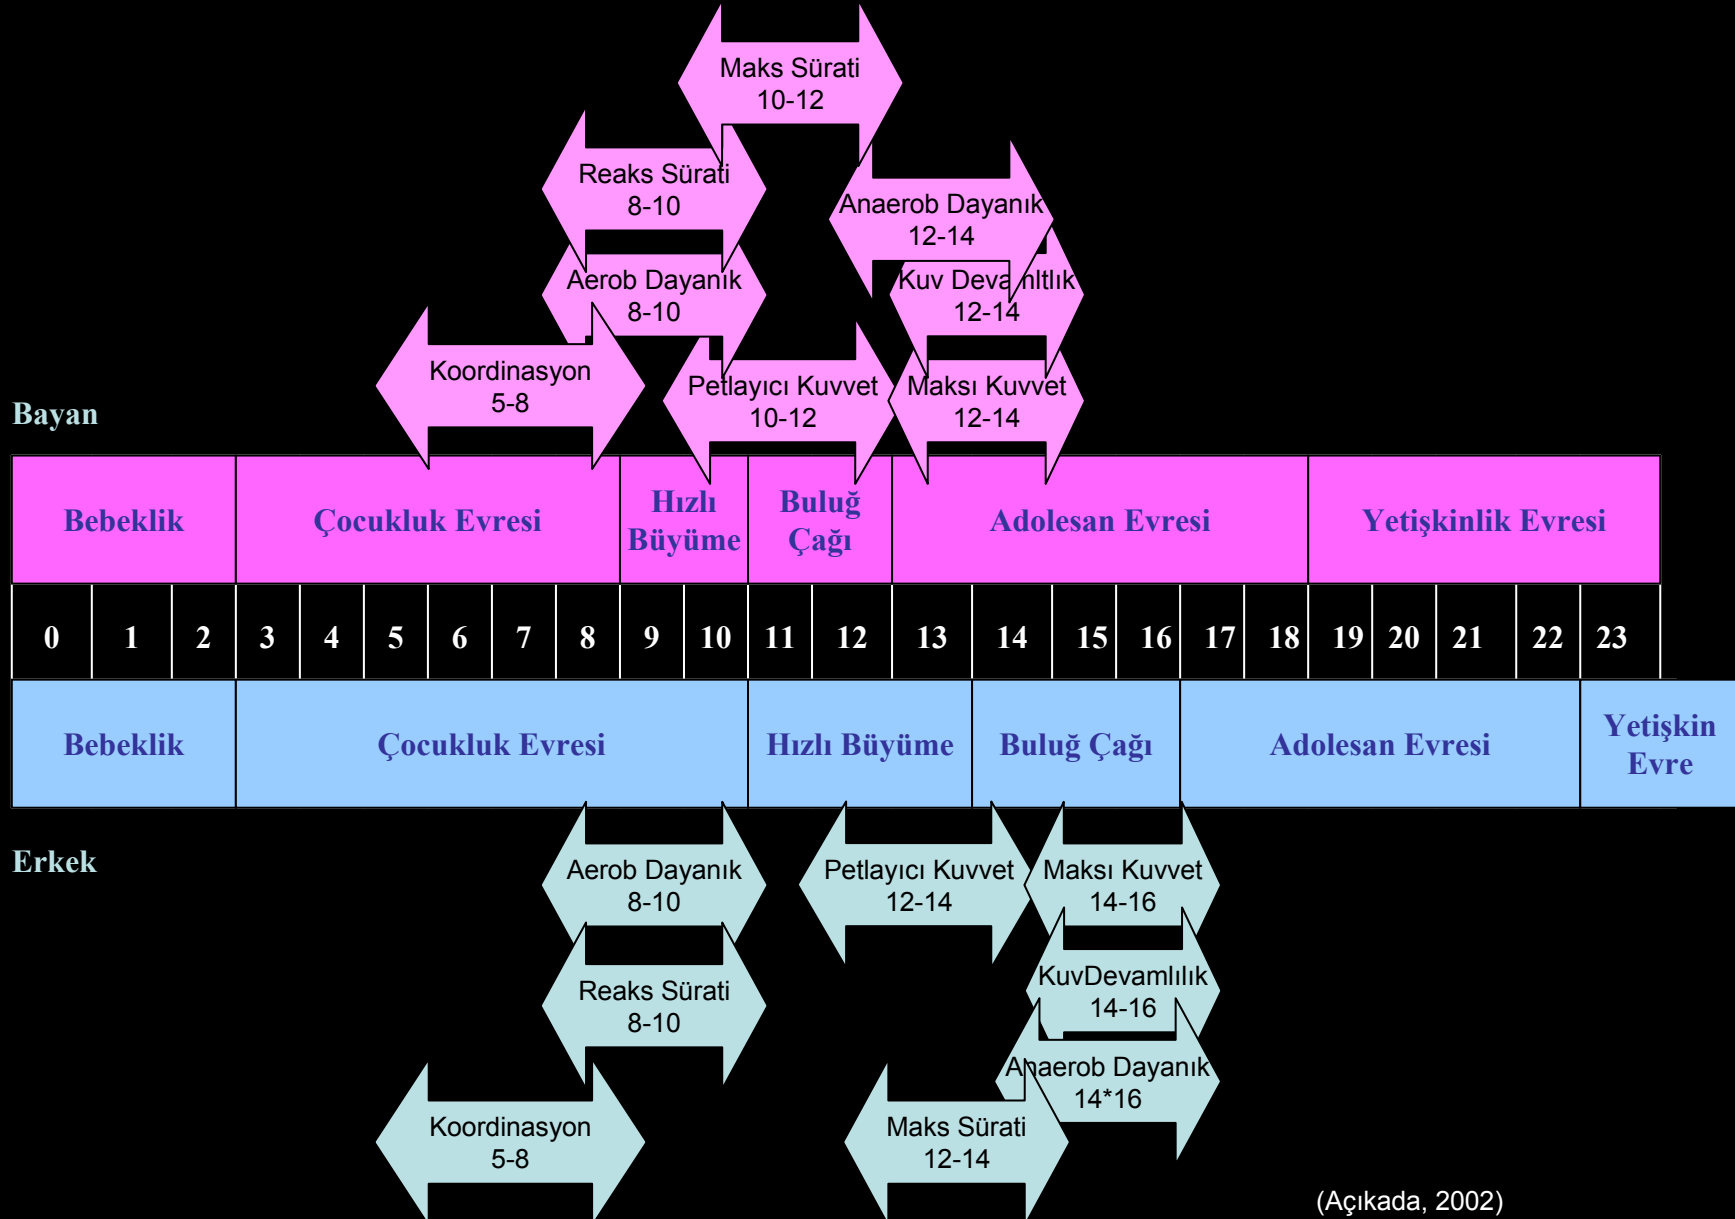 Maks Sürati
10-12
Reaks Sürati
8-10
Anaerob Dayanık
12-14
Aerob Dayanık
8-10
Kuv Devamltlık
12-14
Koordinasyon
5-8
Petlayıcı Kuvvet
10-12
Maksı Kuvvet
12-14
Bayan
Bebeklik
Çocukluk Evresi
Hızlı
Büyüme
Buluğ
Çağı
Adolesan Evresi
Yetişkinlik Evresi
0 1 2 3 4 5 6 7 8 9 10 11 12 13 14 15 16 17 18 19 20 21 22 23
Bebeklik
Çocukluk Evresi
Hızlı Büyüme
Buluğ Çağı
Adolesan Evresi
Yetişkin
Evre
Erkek
Aerob Dayanık
8-10
Petlayıcı Kuvvet
12-14
Maksı Kuvvet
14-16
Reaks Sürati
8-10
KuvDevamlılık
14-16
Anaerob Dayanık
14*16
Koordinasyon
5-8
Maks Sürati
12-14
(Açıkada, 2002)